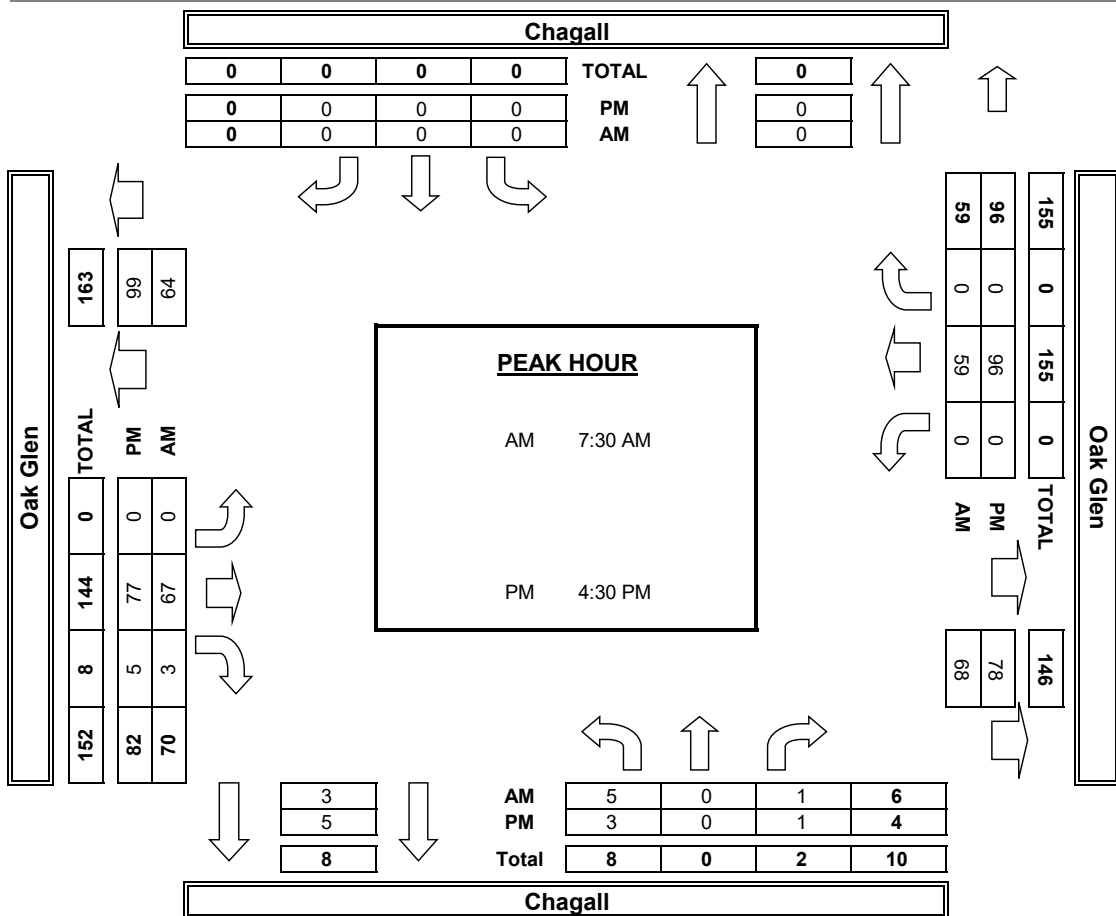 Chagall
0 0 0 0 TOTAL 0
0 0 0 0 PM 0
0 0 0 0 AM 0
Oak Glen
163
99
64
TOTAL 0 144 8 152
PM 0 77 5 82
AM 0 67 3 70
PEAK HOUR
AM 7:30 AM
PM 4:30 PM
155 0 155 0 TOTAL
96 0 96 0 PM
59 0 59 0 AM
146
78
68
Oak Glen
3 AM 5 0 1 6
5 PM 3 0 1 4
8 Total 8 0 2 10
Chagall